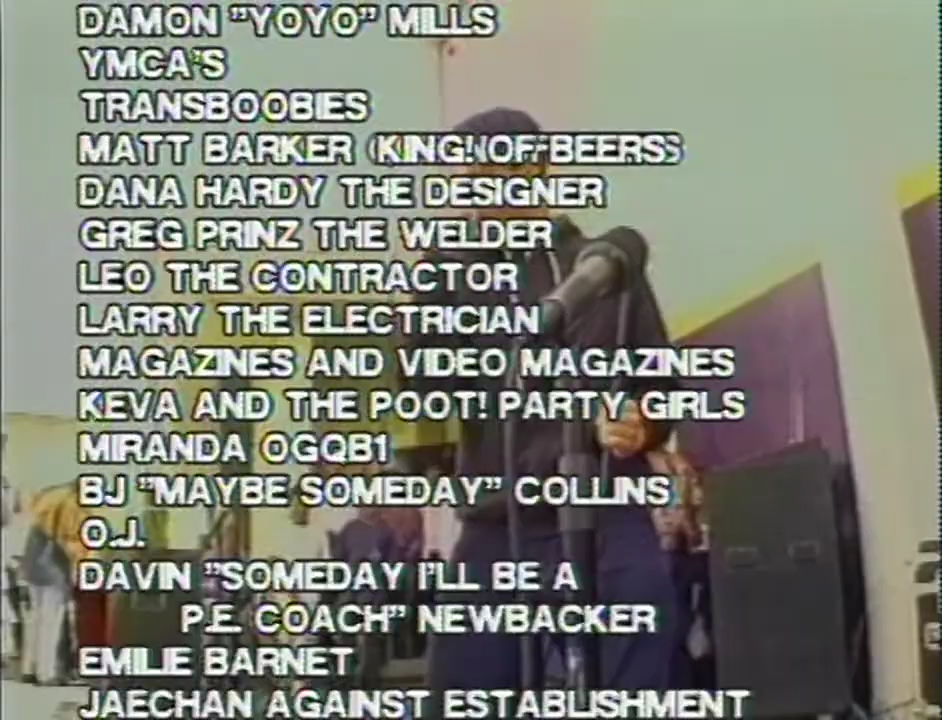 DAMON "YOYO" MILLS
YMCA'S
TRANSBOOBIES
MATT BARKER (KING! OF BEERS)
DANA HARDY THE DESIGNER
GREG PRINZ THE WELDER
LEO THE CONTRACTOR
LARRY THE ELECTRICIAN
MAGAZINES AND VIDEO MAGAZINES
KEVA AND THE POOT! PARTY GIRLS
MIRANDA OGQB1
BJ "MAYBE SOMEDAY" COLLINS
O.J.
DAVIN "SOMEDAY I'LL BE A
P.E. COACH" NEWBACKER
EMILIE BARNET
JAECHAN AGAINST ESTABLISHMENT